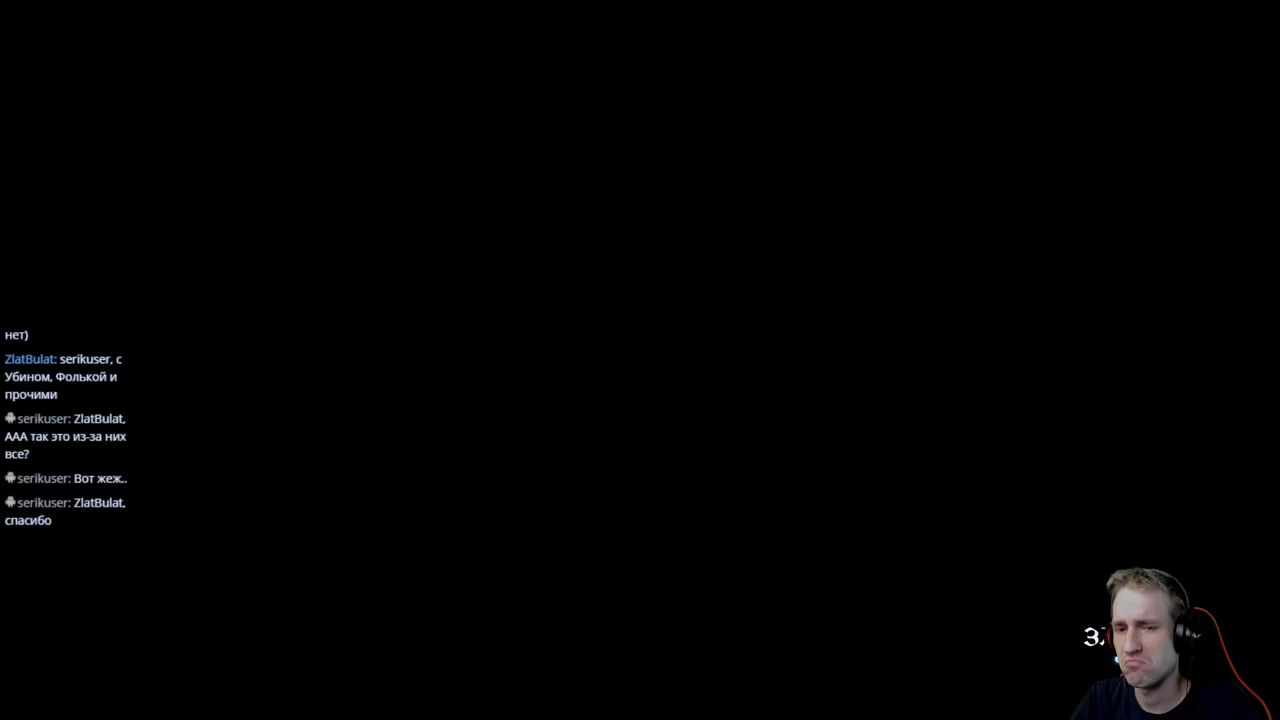 нет)
ZlatBulat: serikuser, с
Убином, Фолькой и
прочими
serikuser: ZlatBulat,
ААА так это из-за них
все?
serikuser: Вот жеж..
serikuser: ZlatBulat,
спасибо